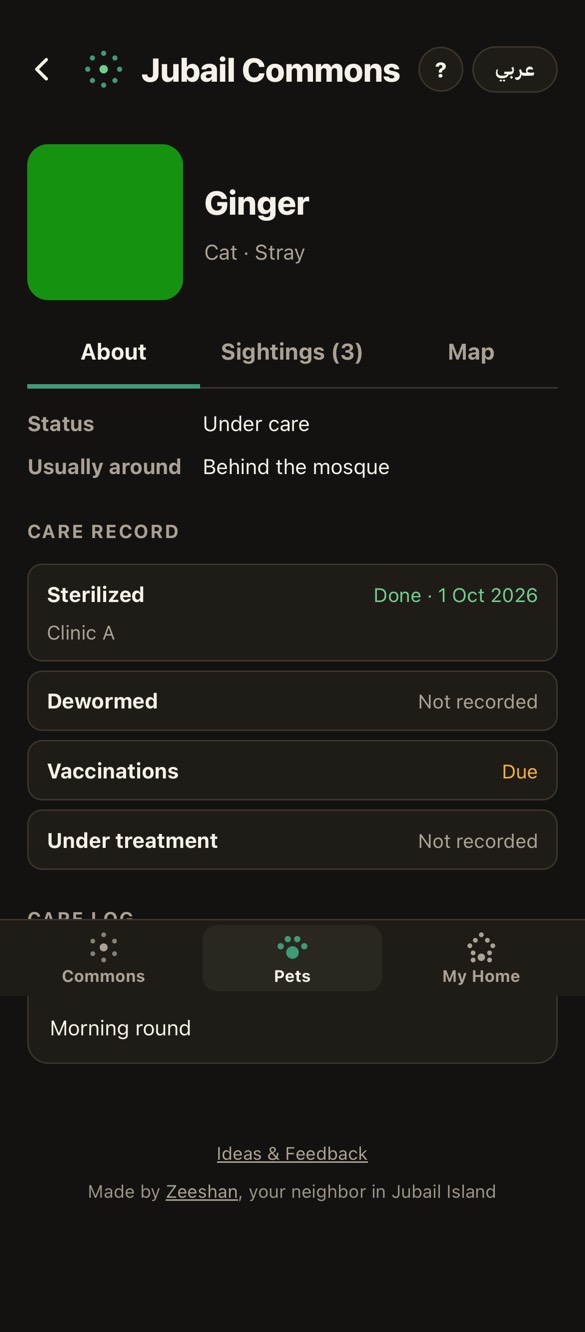 Jubail Commons
?
عربي
Ginger
Cat · Stray
About
Sightings (3)
Map
Status
Under care
Usually around
Behind the mosque
CARE RECORD
Sterilized
Done · 1 Oct 2026
Clinic A
Dewormed
Not recorded
Vaccinations
Due
Under treatment
Not recorded
CARE LOG
Commons
Pets
My Home
Morning round
Ideas & Feedback
Made by Zeeshan, your neighbor in Jubail Island